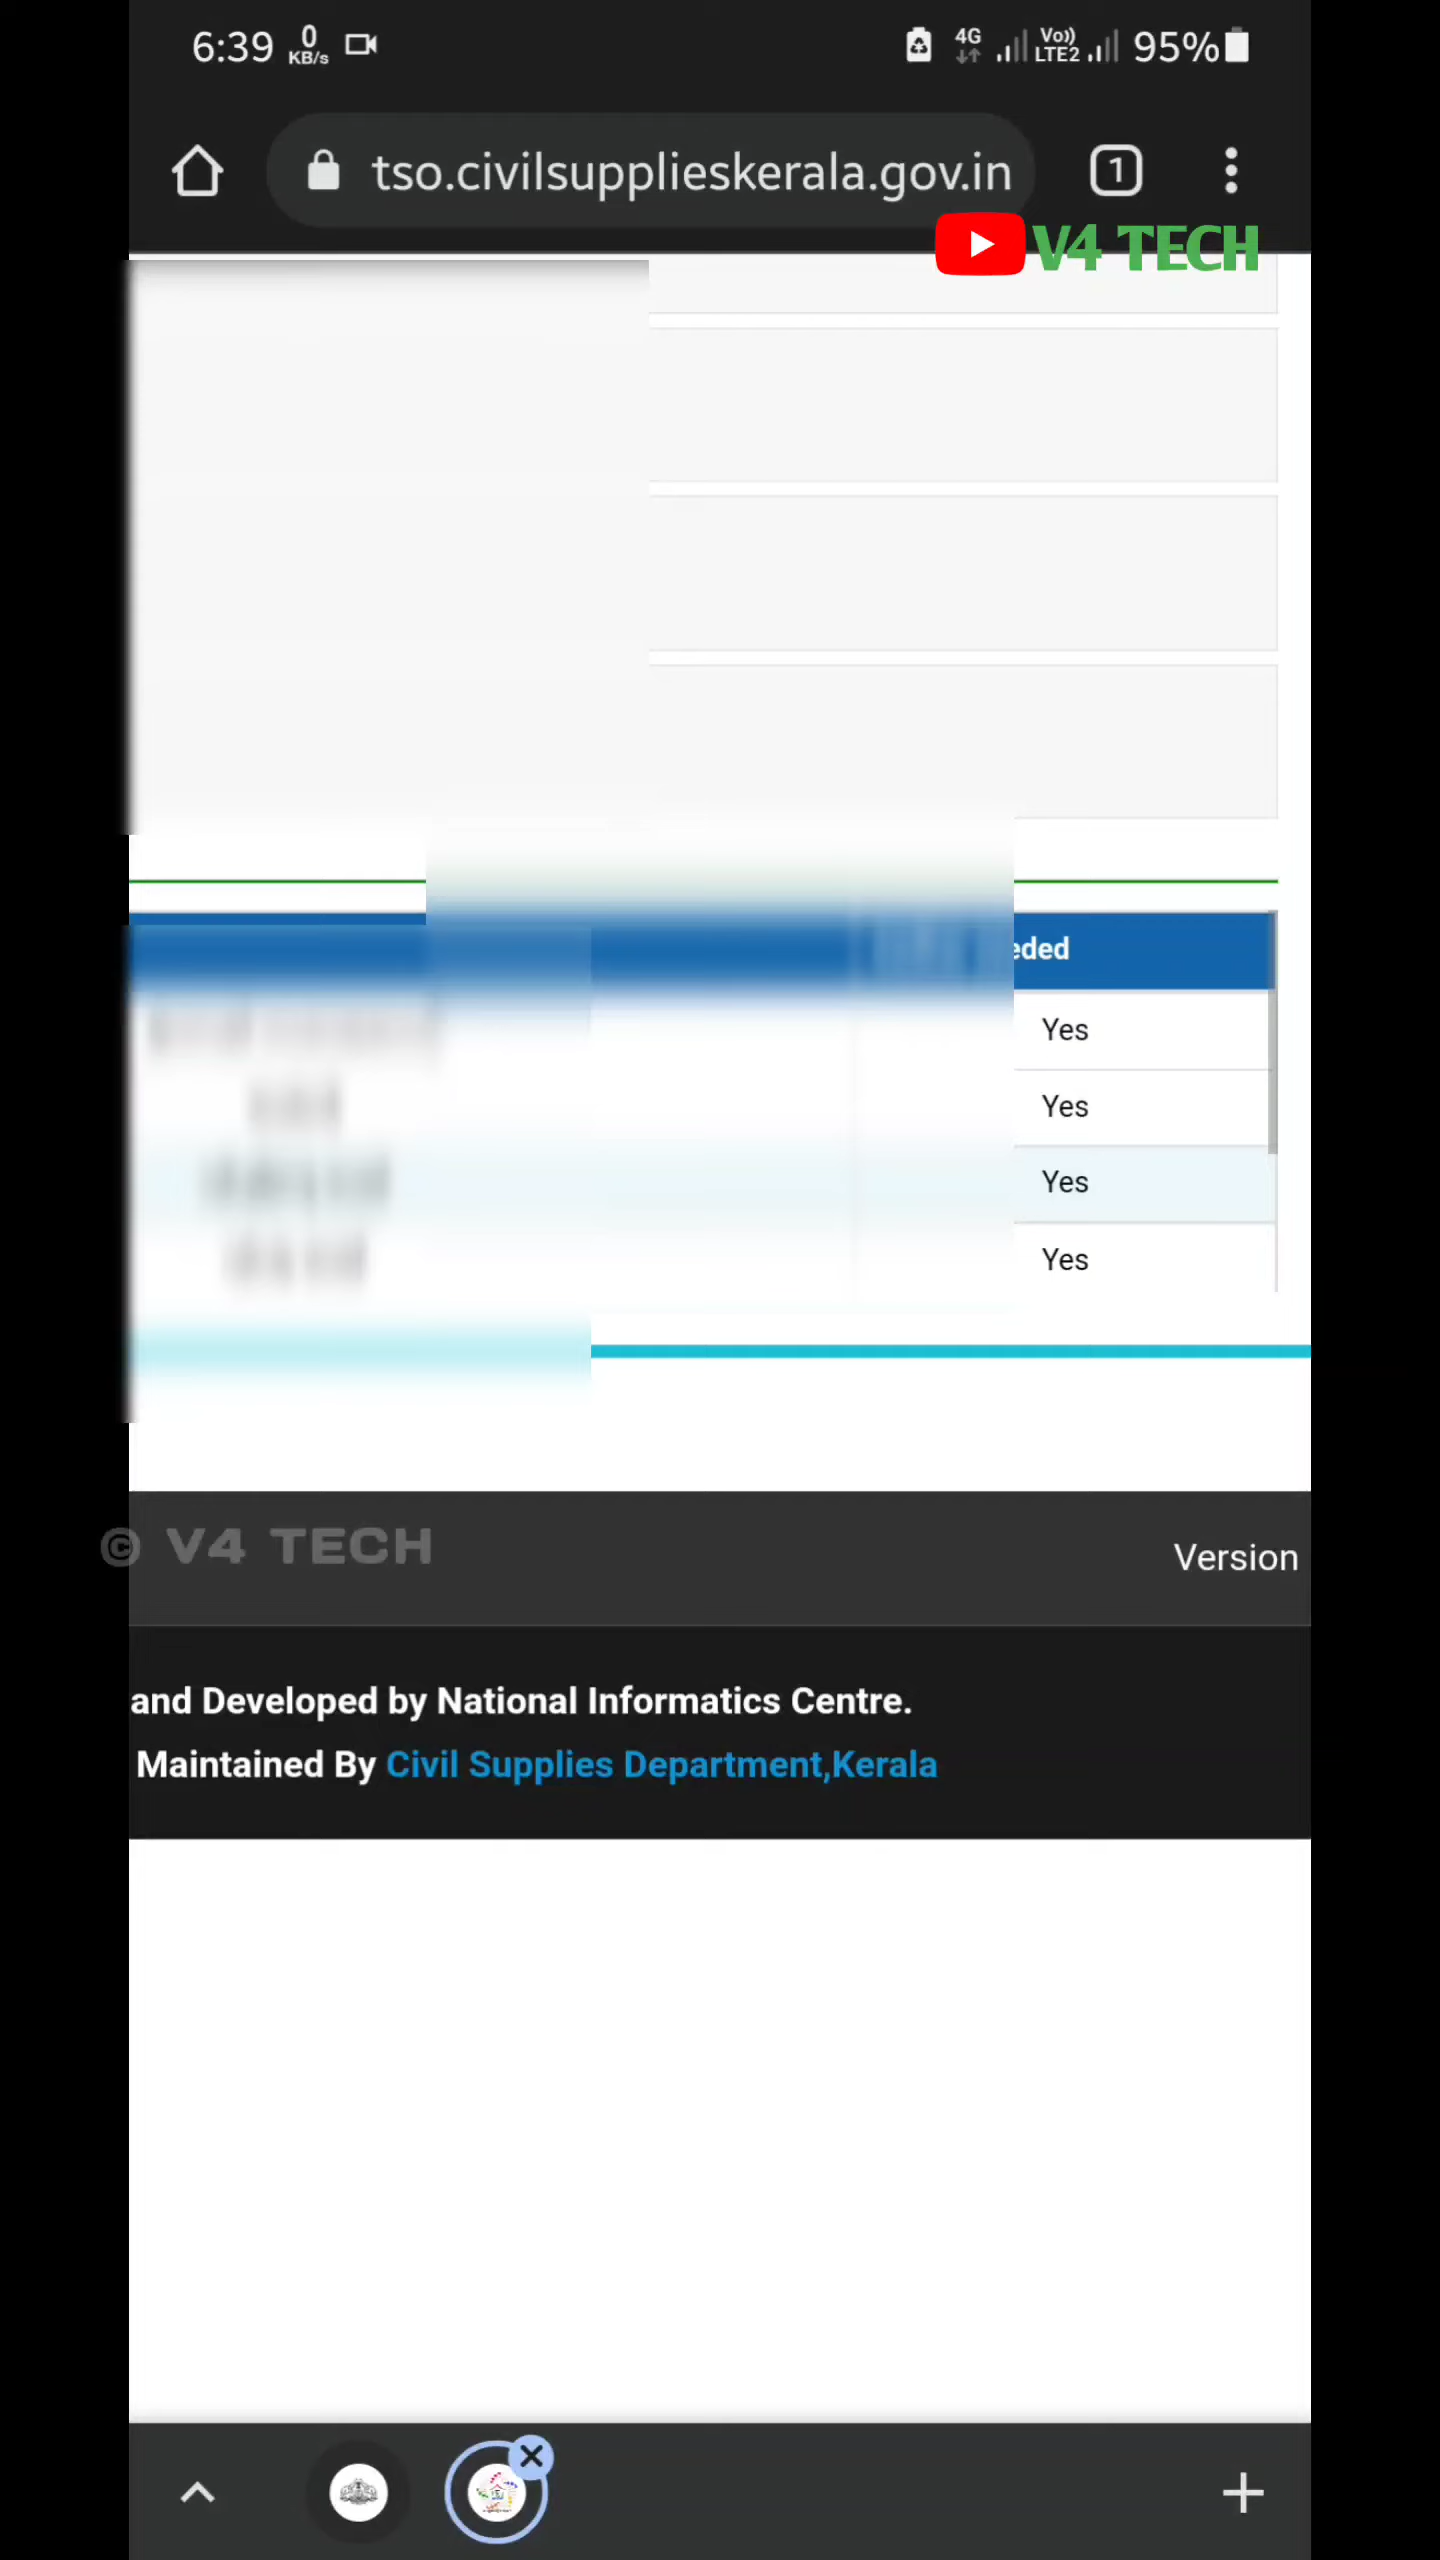 6:39 0 KB/s 4G Vo)) LTE2 95%
tso.civilsupplieskerala.gov.in 1
V4 TECH
eded
Yes
Yes
Yes
Yes
© V4 TECH
Version
and Developed by National Informatics Centre.
Maintained By Civil Supplies Department,Kerala